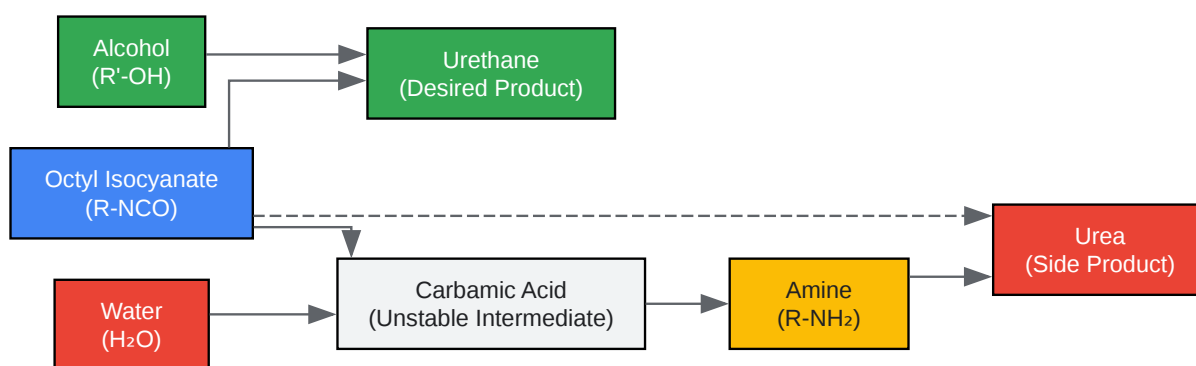 Alcohol
(R'-OH)
Urethane
(Desired Product)
Octyl Isocyanate
(R-NCO)
Urea
(Side Product)
Water
(H₂O)
Carbamic Acid
(Unstable Intermediate)
Amine
(R-NH₂)